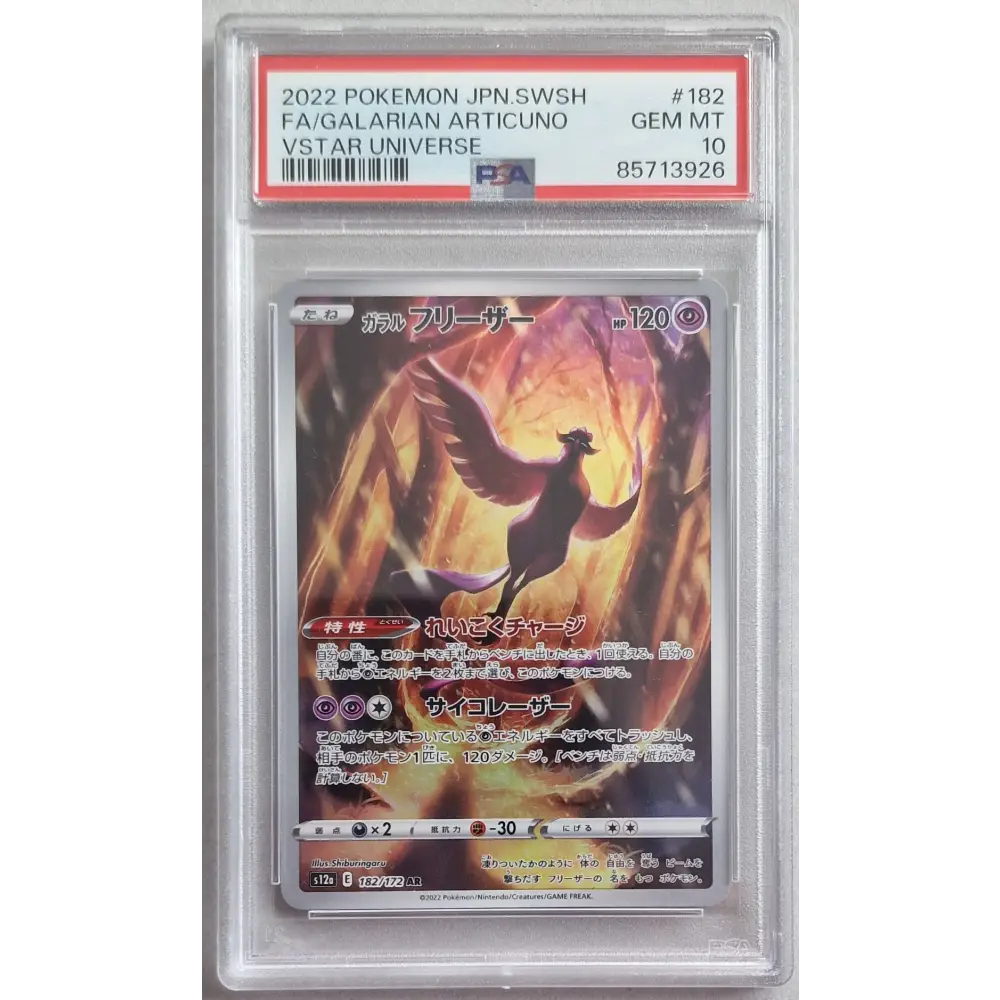 2022 POKEMON JPN.SWSH #182
FA/GALARIAN ARTICUNO GEM MT
VSTAR UNIVERSE 10
PSA 85713926
たね ガラル フリーザー HP 120
特性 とくせい れいこくチャージ
自分の番に、このカードを手札からベンチに出したとき、1回使える。自分の
手札からエネルギーを2枚まで選び、このポケモンにつける。
サイコレーザー
このポケモンについているエネルギーをすべてトラッシュし、
相手のポケモン1匹に、120ダメージ。[ベンチは弱点・抵抗力を
計算しない。]
弱点 ×2 抵抗力 -30 にげる
Illus.Shiburingaru
凍りついたかのように 体の 自由を 奪う ビームを
撃ちだす フリーザーの 名を もつ ポケモン。
s12a E 182/172 AR
©2022 Pokémon/Nintendo/Creatures/GAME FREAK.
PSA